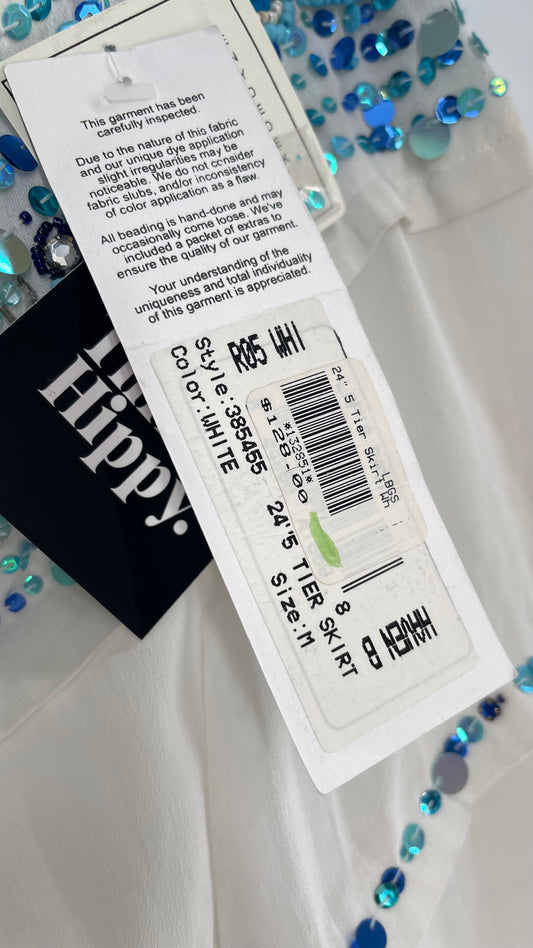 This garment has been
carefully inspected.
Due to the nature of this fabric
and our unique dye application
slight irregularities may be
noticeable. We do not consider
fabric slubs, and/or inconsistency
of color application as a flaw.
All beading is hand-done and may
occasionally come loose. We've
included a packet of extras to
ensure the quality of our garment.
Your understanding of the
uniqueness and total individuality
of this garment is appreciated.
Hippy.
R05 WHI
Style:385455
Color:WHITE
24" 5 Tier Skirt Wh
LBGS
*132851*
$128-00
24"5 TIER SKIRT
Size:M
8